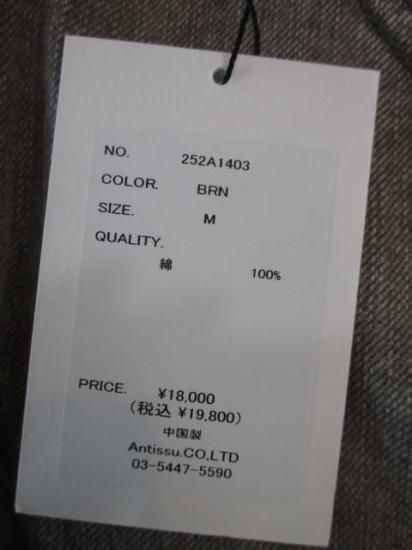 NO. 252A1403
COLOR. BRN
SIZE. M
QUALITY.
綿 100%
PRICE. ¥18,000
(税込 ¥19,800)
中国製
Antissu.CO,LTD
03-5447-5590